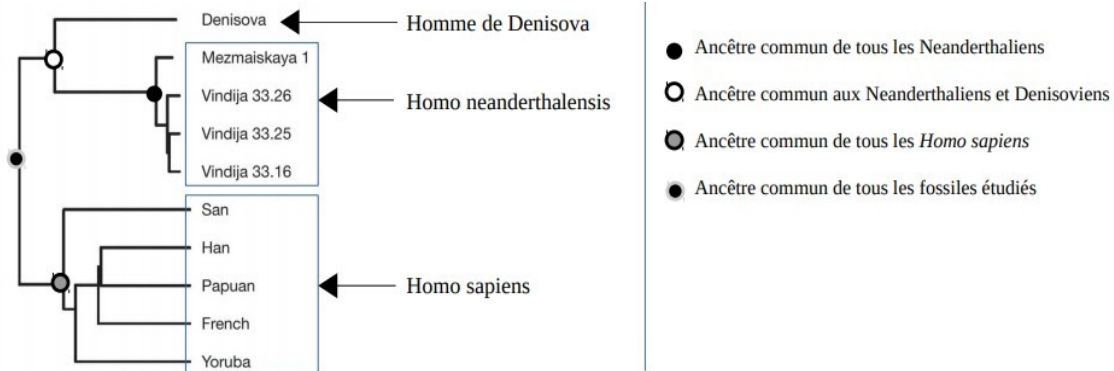 Denisova
Homme de Denisova
Mezmaiskaya 1
Vindija 33.26
Vindija 33.25
Vindija 33.16
Homo neanderthalensis
San
Han
Papuan
French
Yoruba
Homo sapiens
Ancêtre commun de tous les Neanderthaliens
Ancêtre commun aux Neanderthaliens et Denisoviens
Ancêtre commun de tous les Homo sapiens
Ancêtre commun de tous les fossiles étudiés